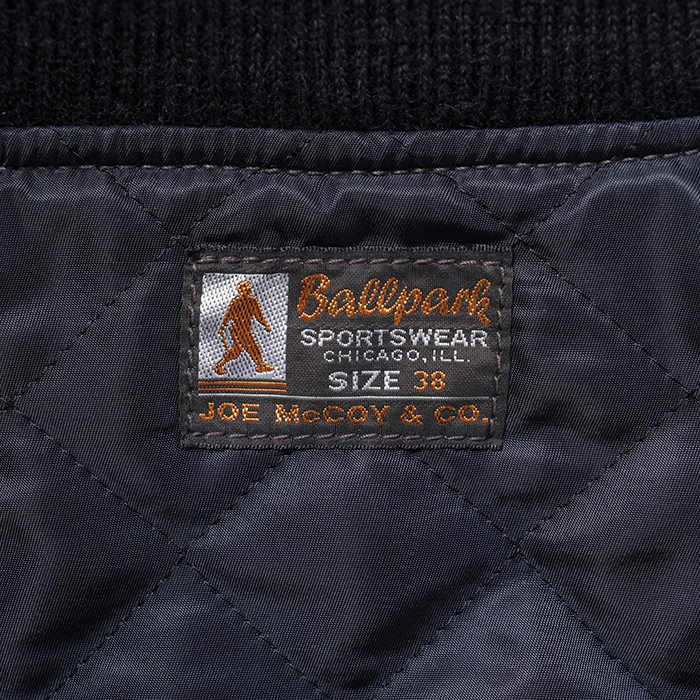 Ballpark
SPORTSWEAR
CHICAGO, ILL.
SIZE 38
JOE McCOY & CO.